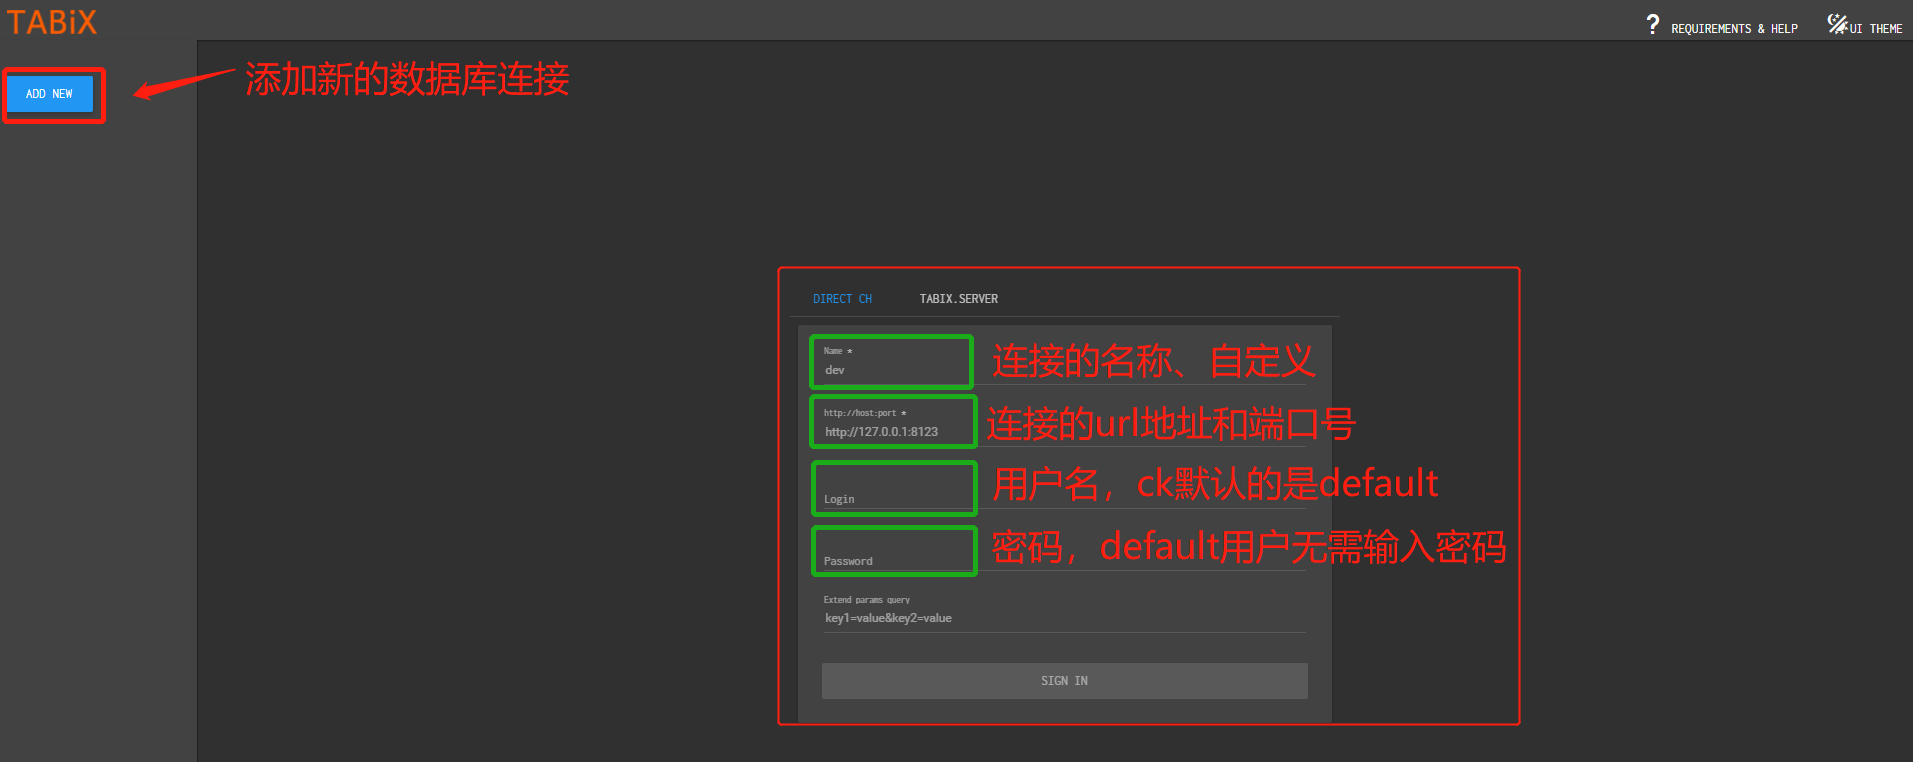 TABiX
? REQUIREMENTS & HELP
UI THEME
ADD NEW
添加新的数据库连接
DIRECT CH
TABIX.SERVER
Name *
dev
连接的名称、自定义
http://host:port *
http://127.0.0.1:8123
连接的url地址和端口号
Login
用户名，ck默认的是default
Password
密码，default用户无需输入密码
Extend params query
key1=value&key2=value
SIGN IN